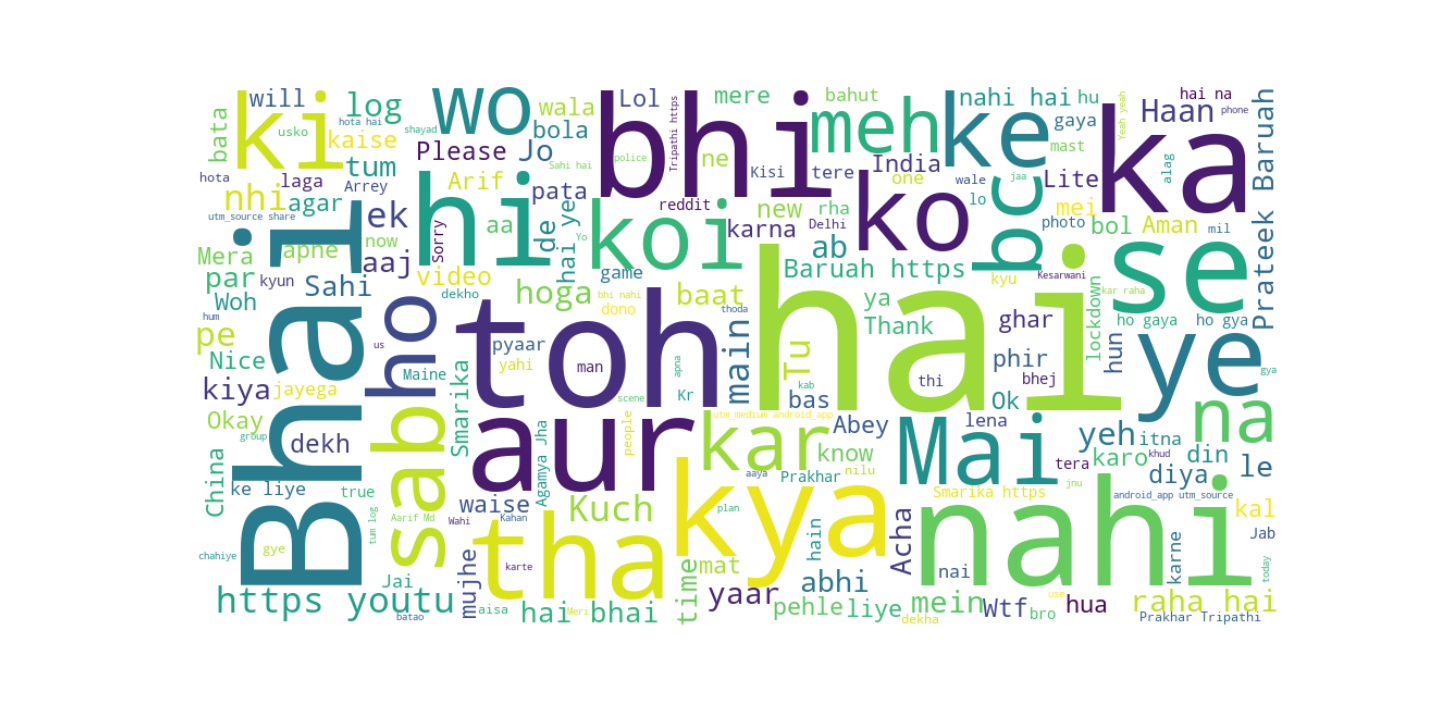 ki
will
log
bata
usko
hota hai
kaise
shayad
wo
wala
Lol
bola
Please
Jo
tum
hota
laga
Arrey
nhi
agar
utm_source share
ek
Arif
hi
pata
Sorry
aa
de
hai ye
Sahi hai
bhi
police
Tripathi https
mere
bahut
meh
ne
Kisi
tere
India
reddit
koi
new
rha
karna
Delhi
Yo
ko
ab
ke
nahi hai
hu
gaya
one
wale
lo
bc
jaa
Lite
mast
mei
photo
bol
Yeah yeah
hai na
phone
Haan
ka
alag
Aman
mil
Prateek Baruah
Mera
apne
now
aaj
par
kyun
Sahi
Woh
hum
Bhai
ho
us
video
dekho
hoga
game
bhi nahi
dono
baat
thoda
Baruah https
ya
Thank
hai
kyu
Kesarwani
kar raha
ghar
lockdown
ho gaya
ho gya
se
pe
Nice
kiya
jayega
Okay
group
dekh
China
ke liye
true
sab
Maine
Smarika
pyaar
yahi
man
toh
scene
apna
main
Tu
kab
bas
thi
phir
bhej
hun
Ok
ye
gya
na
Kr
people
utm_medium android_app
aur
kar
Abey
know
Prakhar
nilu
aaya
Mai
lena
tera
yeh
itna
khud
karo
din
diya
le
jnu
android_app utm_source
Agamya Jha
waise
Kuch
Wahi
Kahan
Aarif Md
tum log
chahiye
gye
tha
kya
plan
hain
Acha
Smarika https
nahi
kal
Jab
karne
today
Jai
mujhe
karte
mat
time
abhi
nai
https youtu
batao
aisa
hai bhai
Meri
yaar
pehle
liye
dekha
mein
Wtf
use
bro
hua
raha hai
Prakhar Tripathi